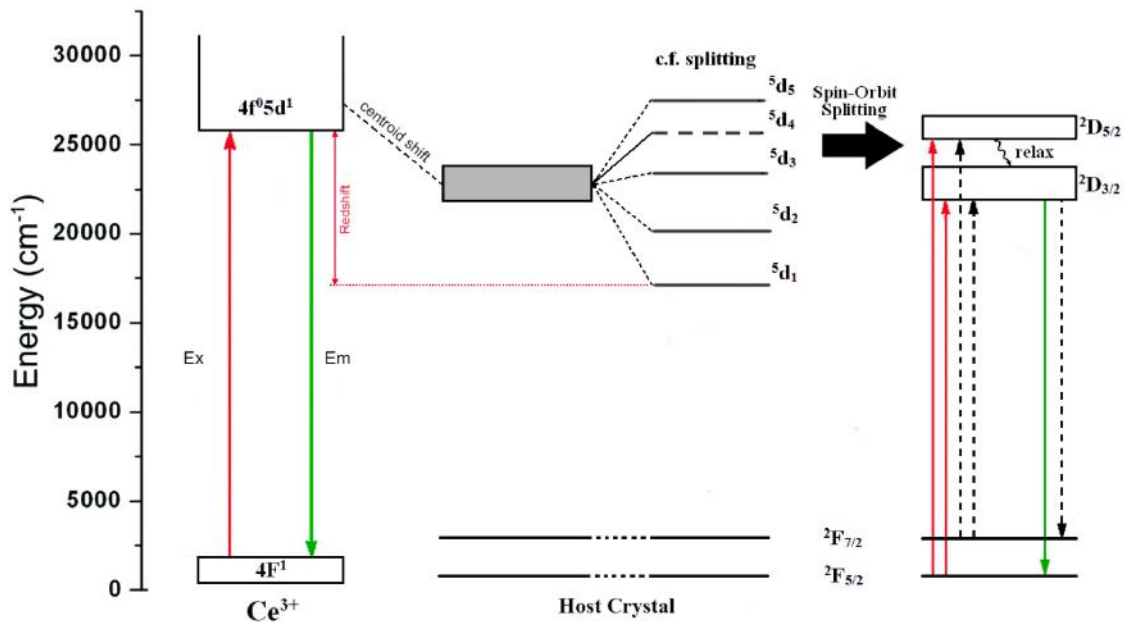 Energy (cm⁻¹)
30000
25000
20000
15000
10000
5000
0
4f⁰5d¹
Ex
Em
4F¹
Ce³⁺
centroid shift
Redshift
c.f. splitting
⁵d₅
⁵d₄
⁵d₃
⁵d₂
⁵d₁
Host Crystal
Spin-Orbit
Splitting
²D₅/₂
relax
²D₃/₂
²F₇/₂
²F₅/₂